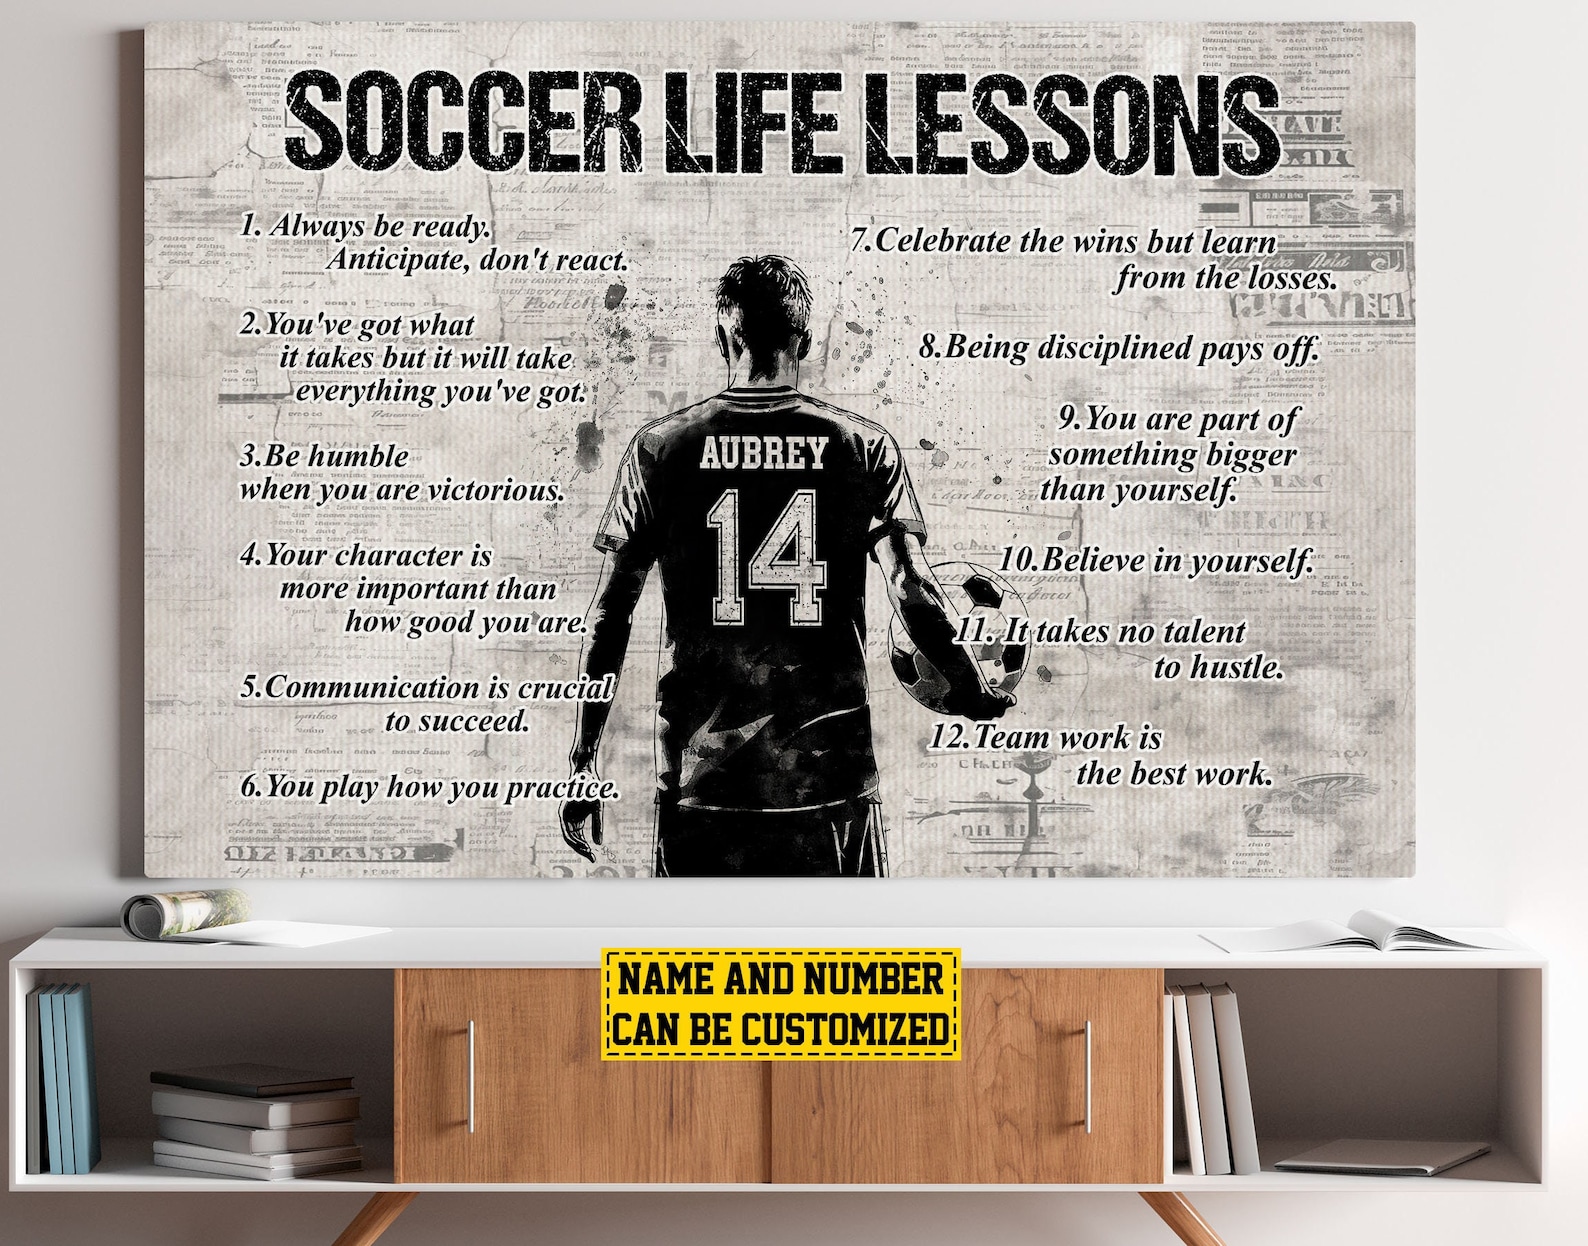 SOCCER LIFE LESSONS
1. Always be ready.
Anticipate, don't react.
2.You've got what
it takes but it will take
everything you've got.
3.Be humble
when you are victorious.
4.Your character is
more important than
how good you are.
5.Communication is crucial
to succeed.
6.You play how you practice.
7.Celebrate the wins but learn
from the losses.
8.Being disciplined pays off.
9.You are part of
something bigger
than yourself.
10.Believe in yourself.
11. It takes no talent
to hustle.
12.Team work is
the best work.
AUBREY
14
NAME AND NUMBER
CAN BE CUSTOMIZED